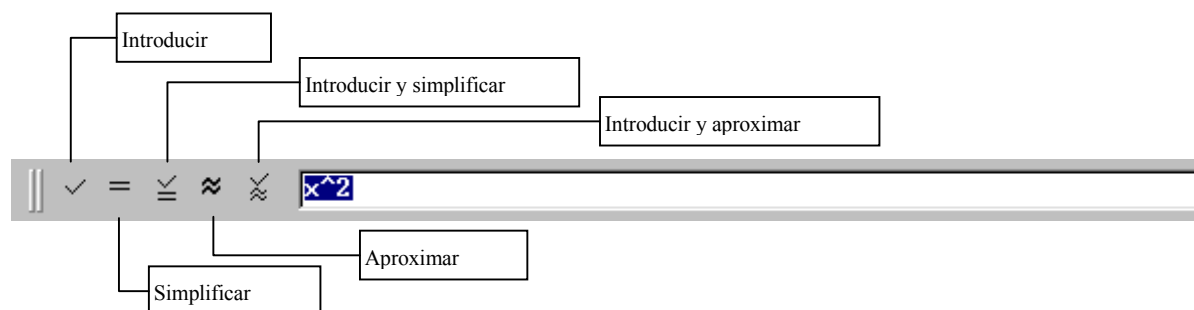 Introducir
Introducir y simplificar
Introducir y aproximar
x^2
Aproximar
Simplificar